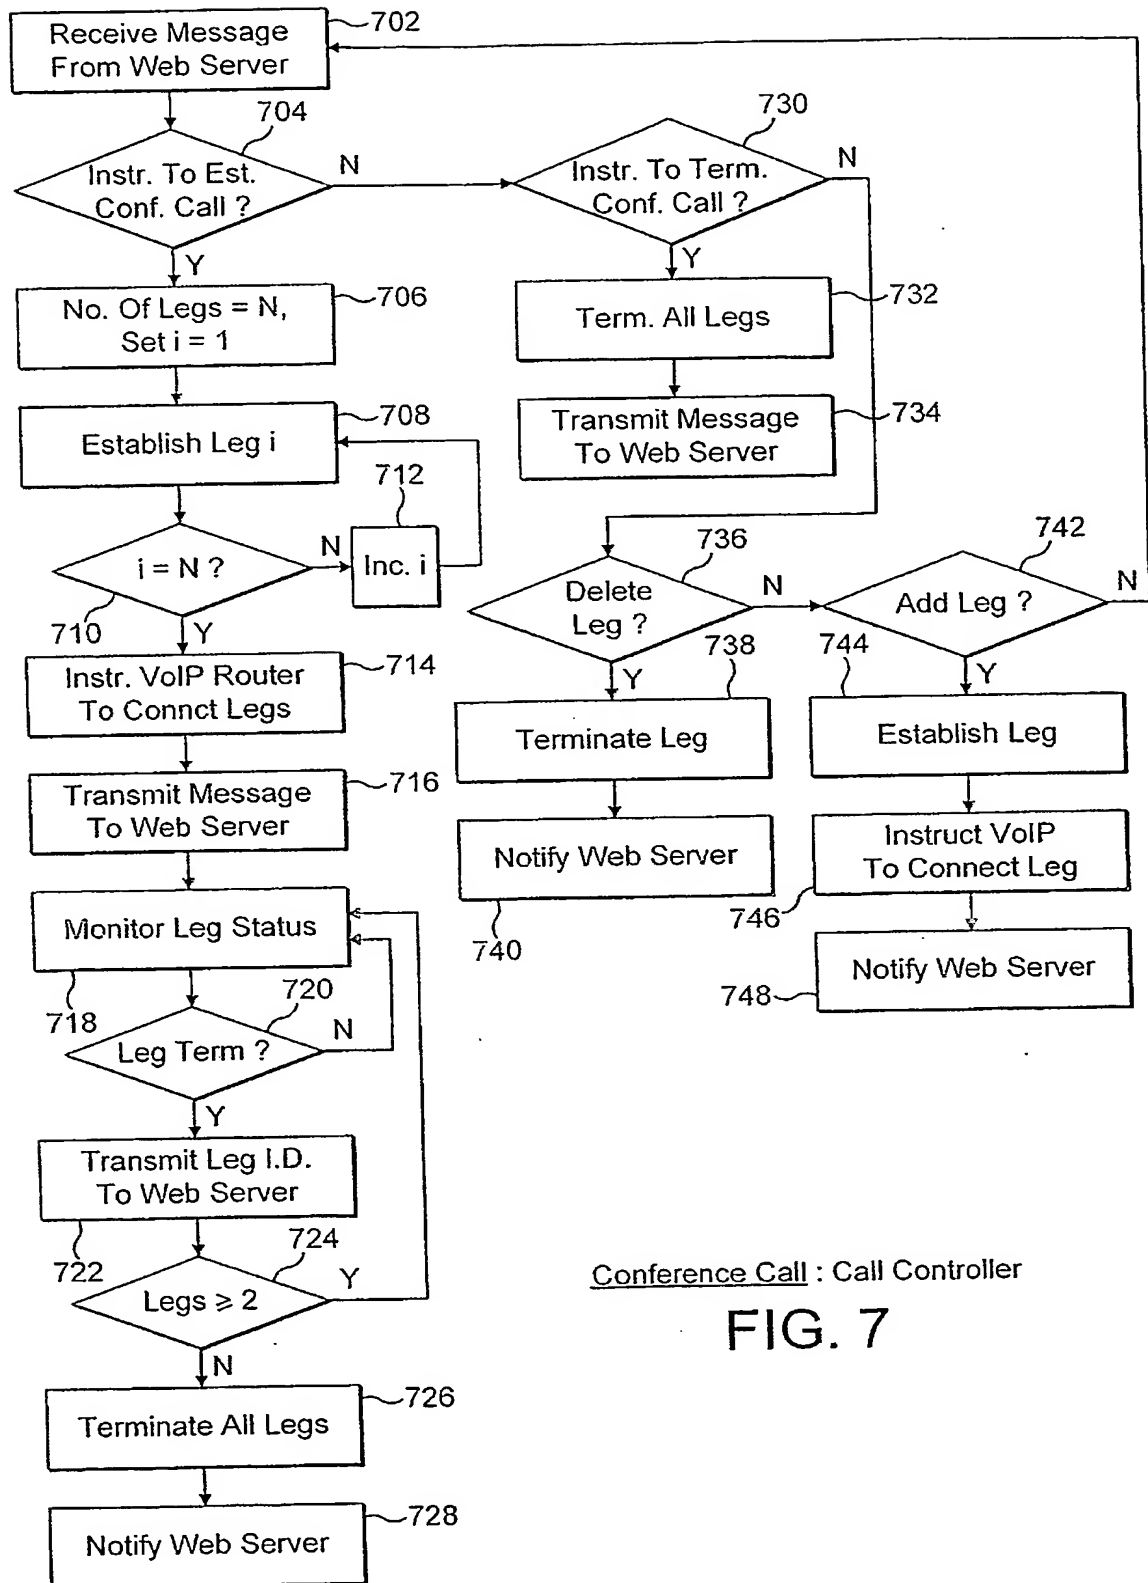 702
Receive Message
From Web Server
704
Instr. To Est.
Conf. Call ?
N
Y
730
Instr. To Term.
Conf. Call ?
N
Y
706
No. Of Legs = N,
Set i = 1
732
Term. All Legs
708
Establish Leg i
734
Transmit Message
To Web Server
712
Inc. i
i = N ?
N
710
Y
736
Delete
Leg ?
N
Y
742
Add Leg ?
N
Y
714
Instr. VoIP Router
To Connct Legs
738
Terminate Leg
744
Establish Leg
716
Transmit Message
To Web Server
Notify Web Server
740
Instruct VoIP
To Connect Leg
746
Monitor Leg Status
718
Notify Web Server
748
720
Leg Term ?
N
Y
Transmit Leg I.D.
To Web Server
722
724
Legs ⩾ 2
Y
N
Conference Call : Call Controller
FIG. 7
726
Terminate All Legs
728
Notify Web Server